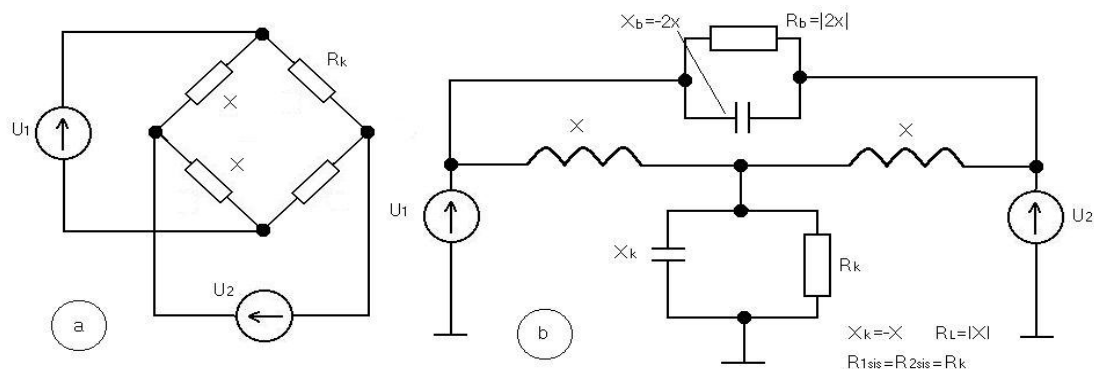 U1
X
X
Rk
U2
a
Xb=-2x
Rb=|2x|
X
X
U1
U2
Xk
Rk
b
Xk=-X RL=|X|
R1sis=R2sis=Rk